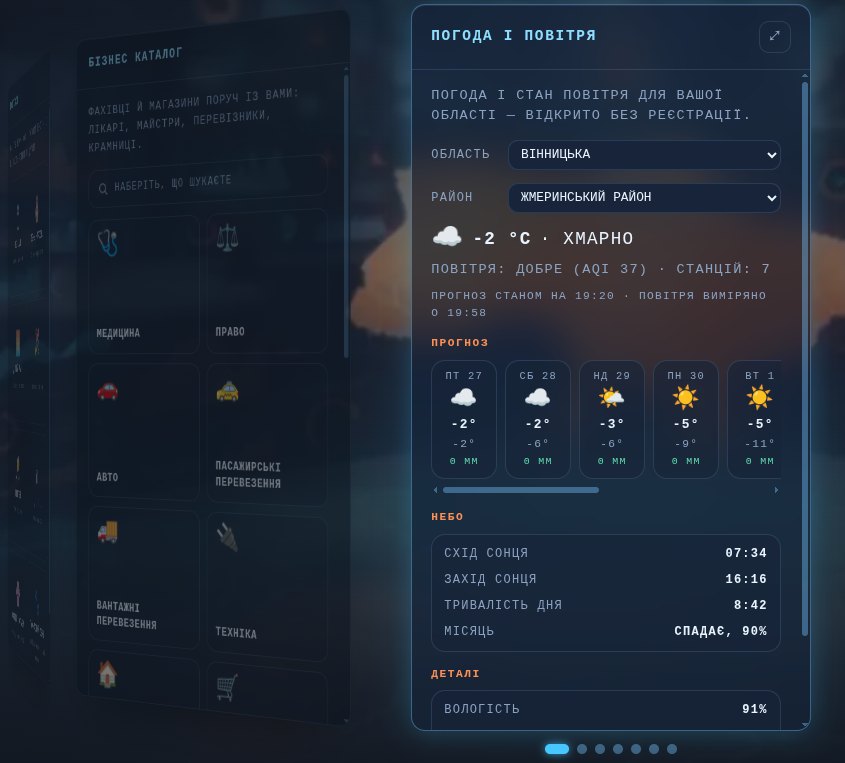 БІЗНЕС КАТАЛОГ
ФАХІВЦІ Й МАГАЗИНИ ПОРУЧ ІЗ ВАМИ:
ЛІКАРІ, МАЙСТРИ, ПЕРЕВІЗНИКИ,
КРАМНИЦІ.
НАБЕРІТЬ, ЩО ШУКАЄТЕ
МЕДИЦИНА
ПРАВО
АВТО
ПАСАЖИРСЬКІ
ПЕРЕВЕЗЕННЯ
ВАНТАЖНІ
ПЕРЕВЕЗЕННЯ
ТЕХНІКА
ПОГОДА І ПОВІТРЯ
ПОГОДА І СТАН ПОВІТРЯ ДЛЯ ВАШОЇ
ОБЛАСТІ — ВІДКРИТО БЕЗ РЕЄСТРАЦІЇ.
ОБЛАСТЬ ВІННИЦЬКА
РАЙОН ЖМЕРИНСЬКИЙ РАЙОН
-2 °C · ХМАРНО
ПОВІТРЯ: ДОБРЕ (AQI 37) · СТАНЦІЙ: 7
ПРОГНОЗ СТАНОМ НА 19:20 · ПОВІТРЯ ВИМІРЯНО
О 19:58
ПРОГНОЗ
ПТ 27 СБ 28 НД 29 ПН 30 ВТ 1
-2° -2° -3° -5° -5°
-2° -6° -6° -9° -11°
0 ММ 0 ММ 0 ММ 0 ММ 0 ММ
НЕБО
СХІД СОНЦЯ 07:34
ЗАХІД СОНЦЯ 16:16
ТРИВАЛІСТЬ ДНЯ 8:42
МІСЯЦЬ СПАДАЄ, 90%
ДЕТАЛІ
ВОЛОГІСТЬ 91%